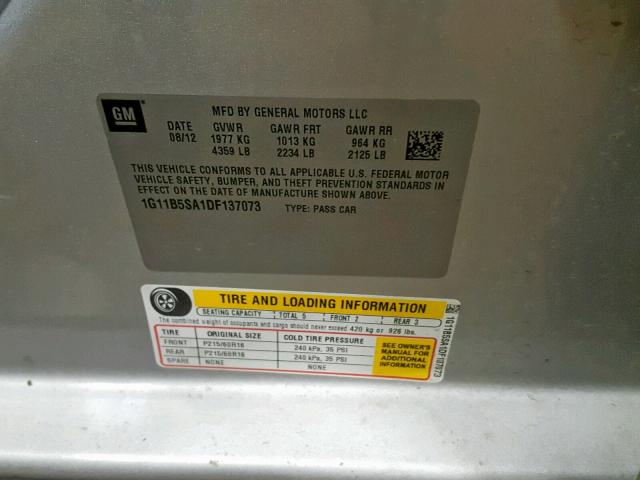 GM
MFD BY GENERAL MOTORS LLC
DATE GVWR GAWR FRT GAWR RR
08/12 1977 KG 1013 KG 964 KG
4359 LB 2234 LB 2125 LB
THIS VEHICLE CONFORMS TO ALL APPLICABLE U.S. FEDERAL MOTOR
VEHICLE SAFETY, BUMPER, AND THEFT PREVENTION STANDARDS IN
EFFECT ON THE DATE OF MANUFACTURE SHOWN ABOVE.
1G11B5SA1DF137073 TYPE: PASS CAR
TIRE AND LOADING INFORMATION
SEATING CAPACITY TOTAL 5 FRONT 2 REAR 3
The combined weight of occupants and cargo should never exceed 420 kg or 926 lbs.
TIRE ORIGINAL SIZE COLD TIRE PRESSURE
FRONT P215/60R16 240 kPa, 35 PSI
REAR P215/60R16 240 kPa, 35 PSI
SPARE NONE NONE
SEE OWNER'S
MANUAL FOR
ADDITIONAL
INFORMATION
1G11B5SA1DF137073